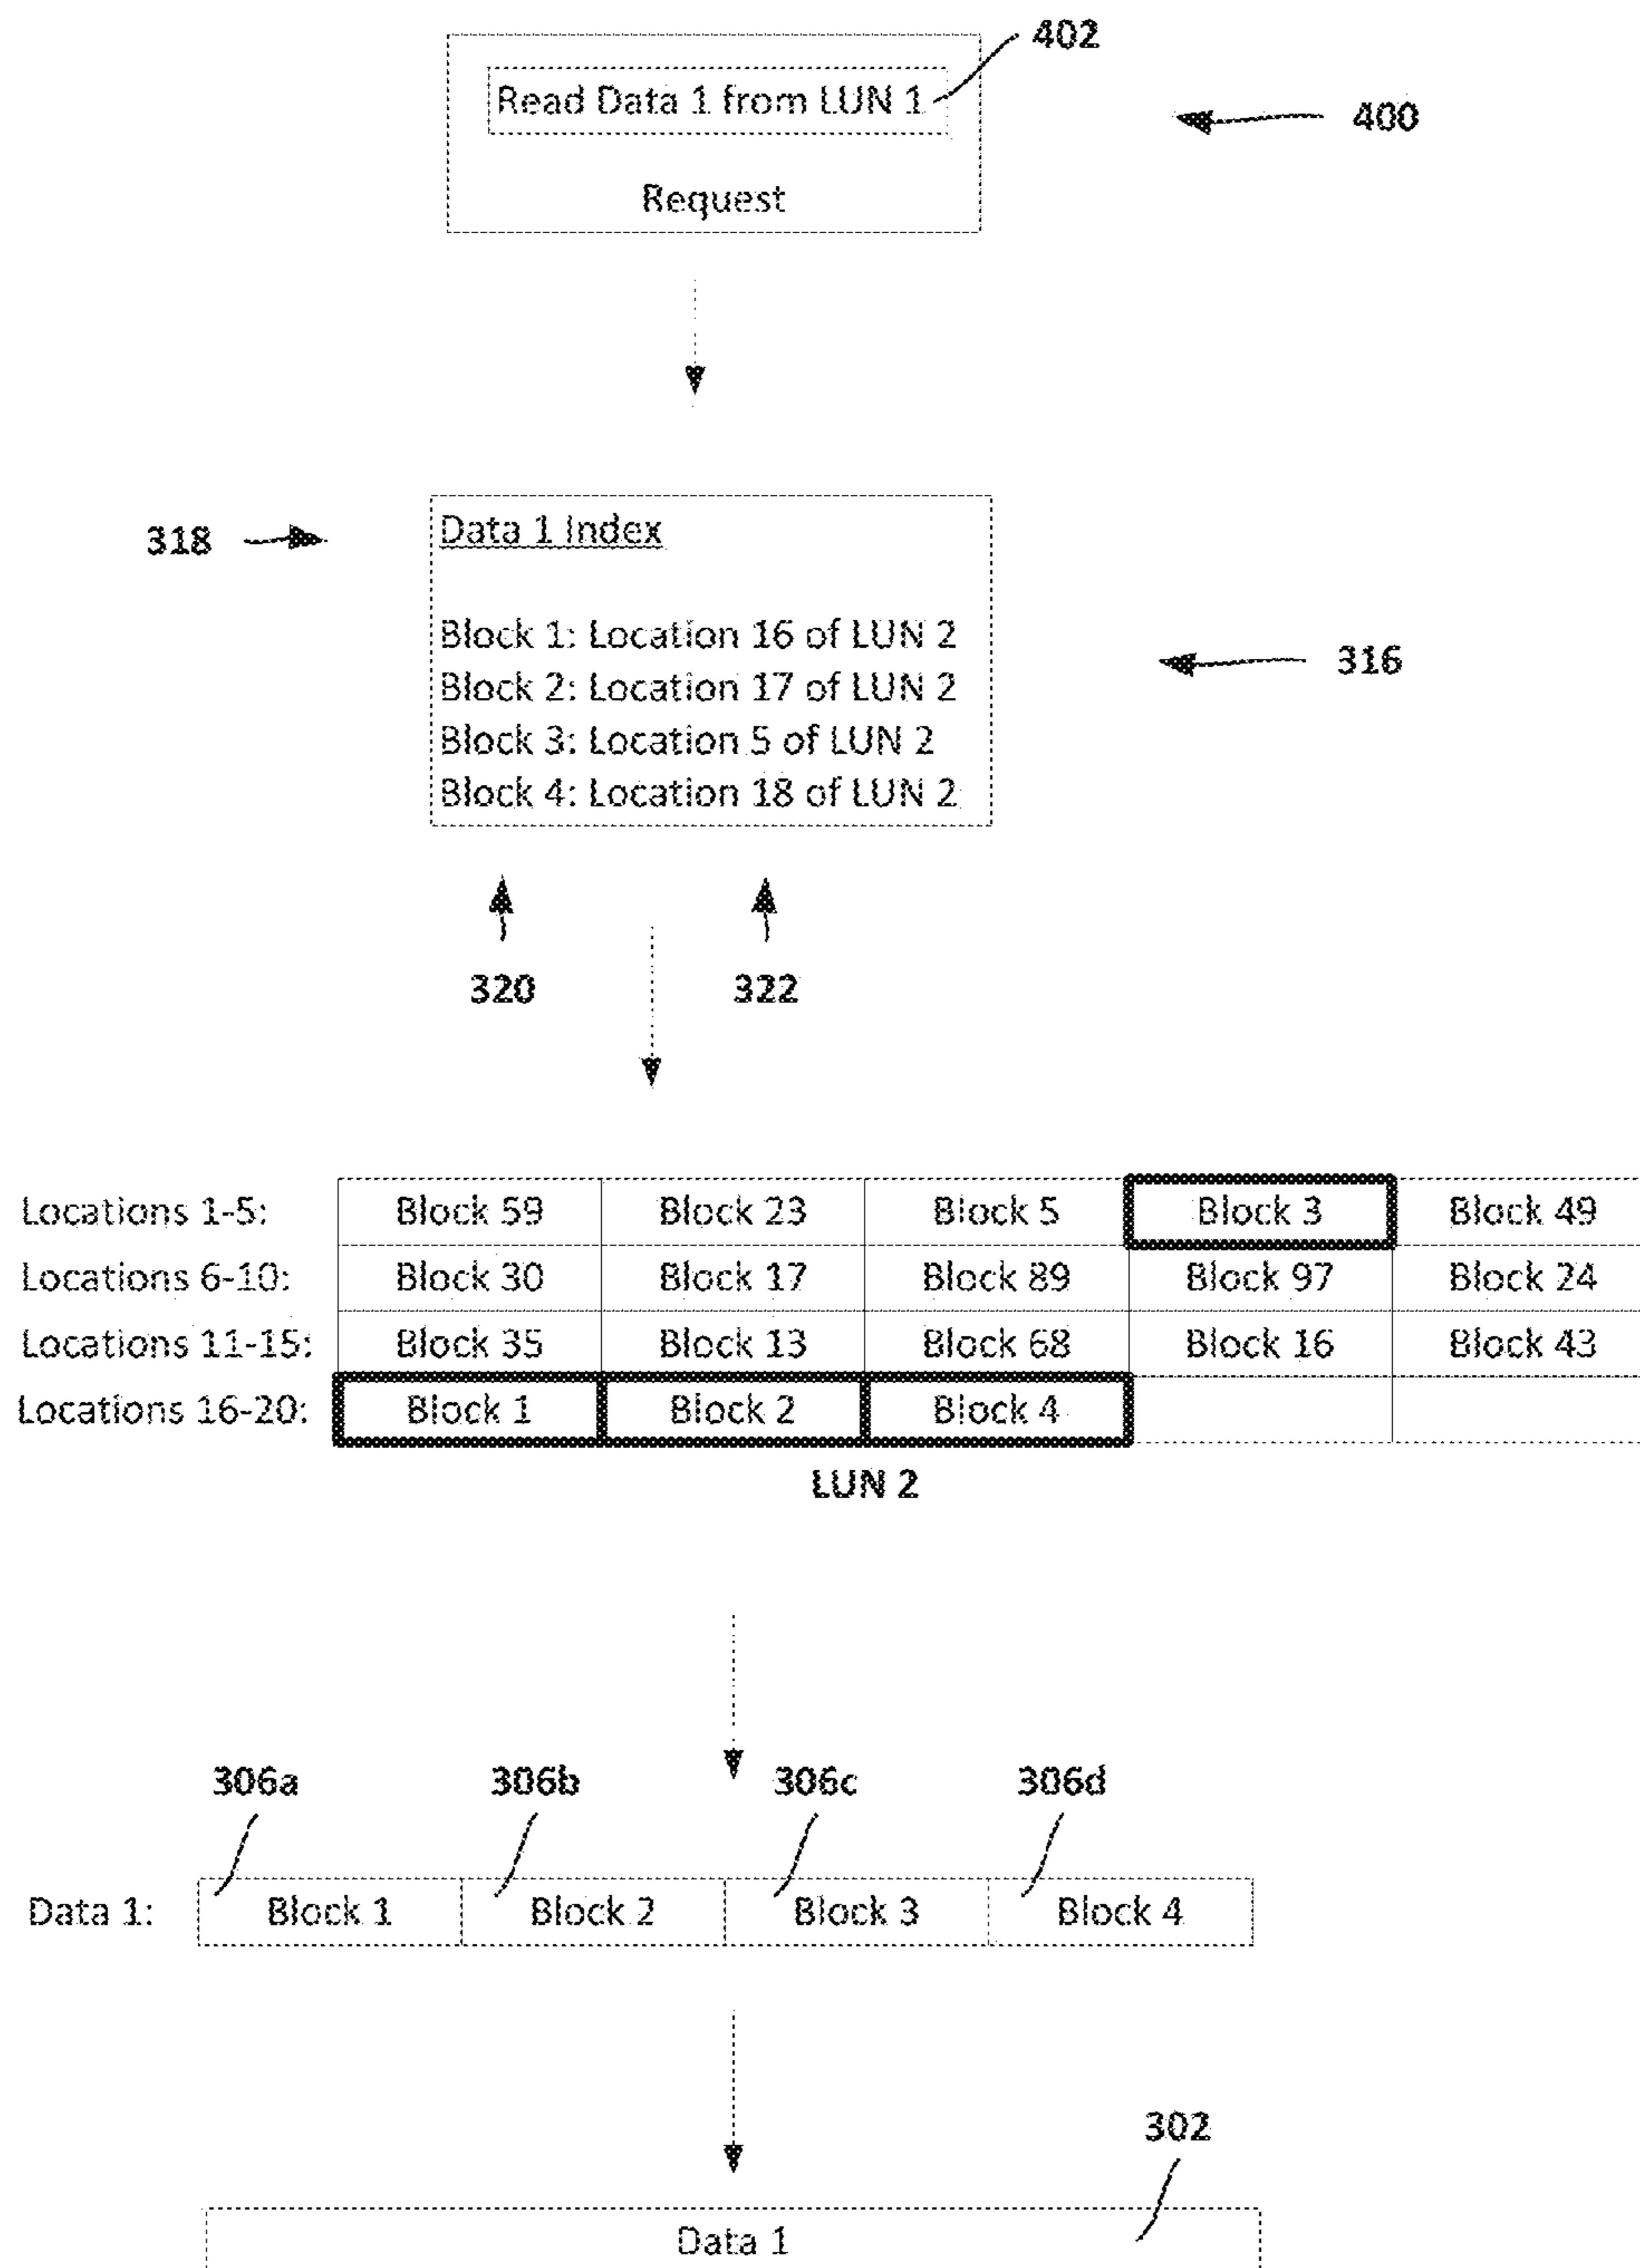 402
Read Data 1 from LUN 1
400
Request
318
Data 1 Index
Block 1: Location 16 of LUN 2
316
Block 2: Location 17 of LUN 2
Block 3: Location 5 of LUN 2
Block 4: Location 18 of LUN 2
320 322
Locations 1-5: Block 59 Block 23 Block 5 Block 3 Block 49
Locations 6-10: Block 30 Block 17 Block 89 Block 97 Block 24
Locations 11-15: Block 35 Block 13 Block 68 Block 16 Block 43
Locations 16-20: Block 1 Block 2 Block 4
LUN 2
306a 306b 306c 306d
Data 1: Block 1 Block 2 Block 3 Block 4
302
Data 1